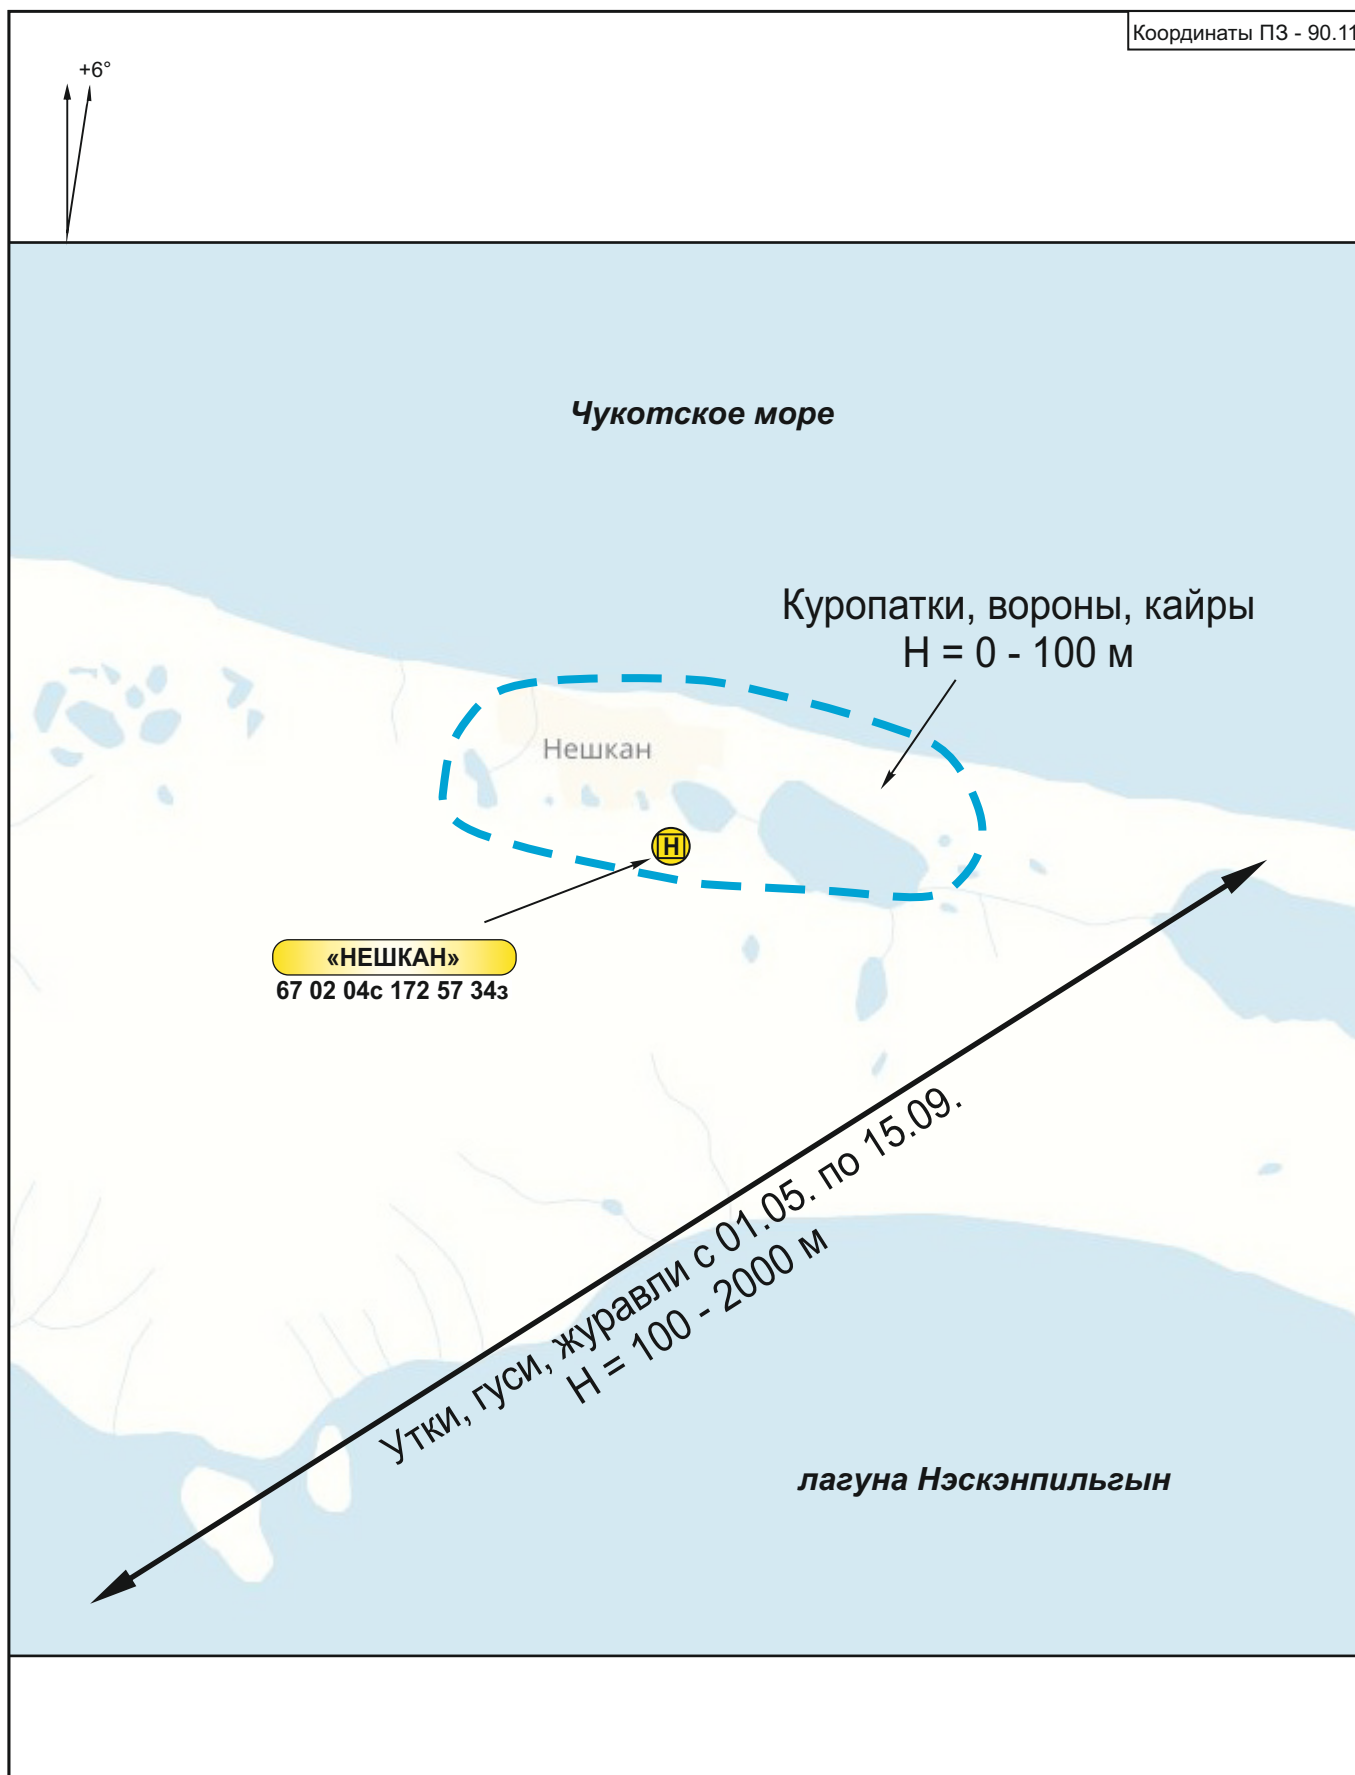 Координаты ПЗ - 90.11
+6°
Чукотское море
Куропатки, вороны, кайры
Н = 0 - 100 м
Нешкан
Н
«НЕШКАН»
67 02 04с 172 57 34з
Утки, гуси, журавли с 01.05. по 15.09.
Н = 100 - 2000 м
лагуна Нэскэнпильгын